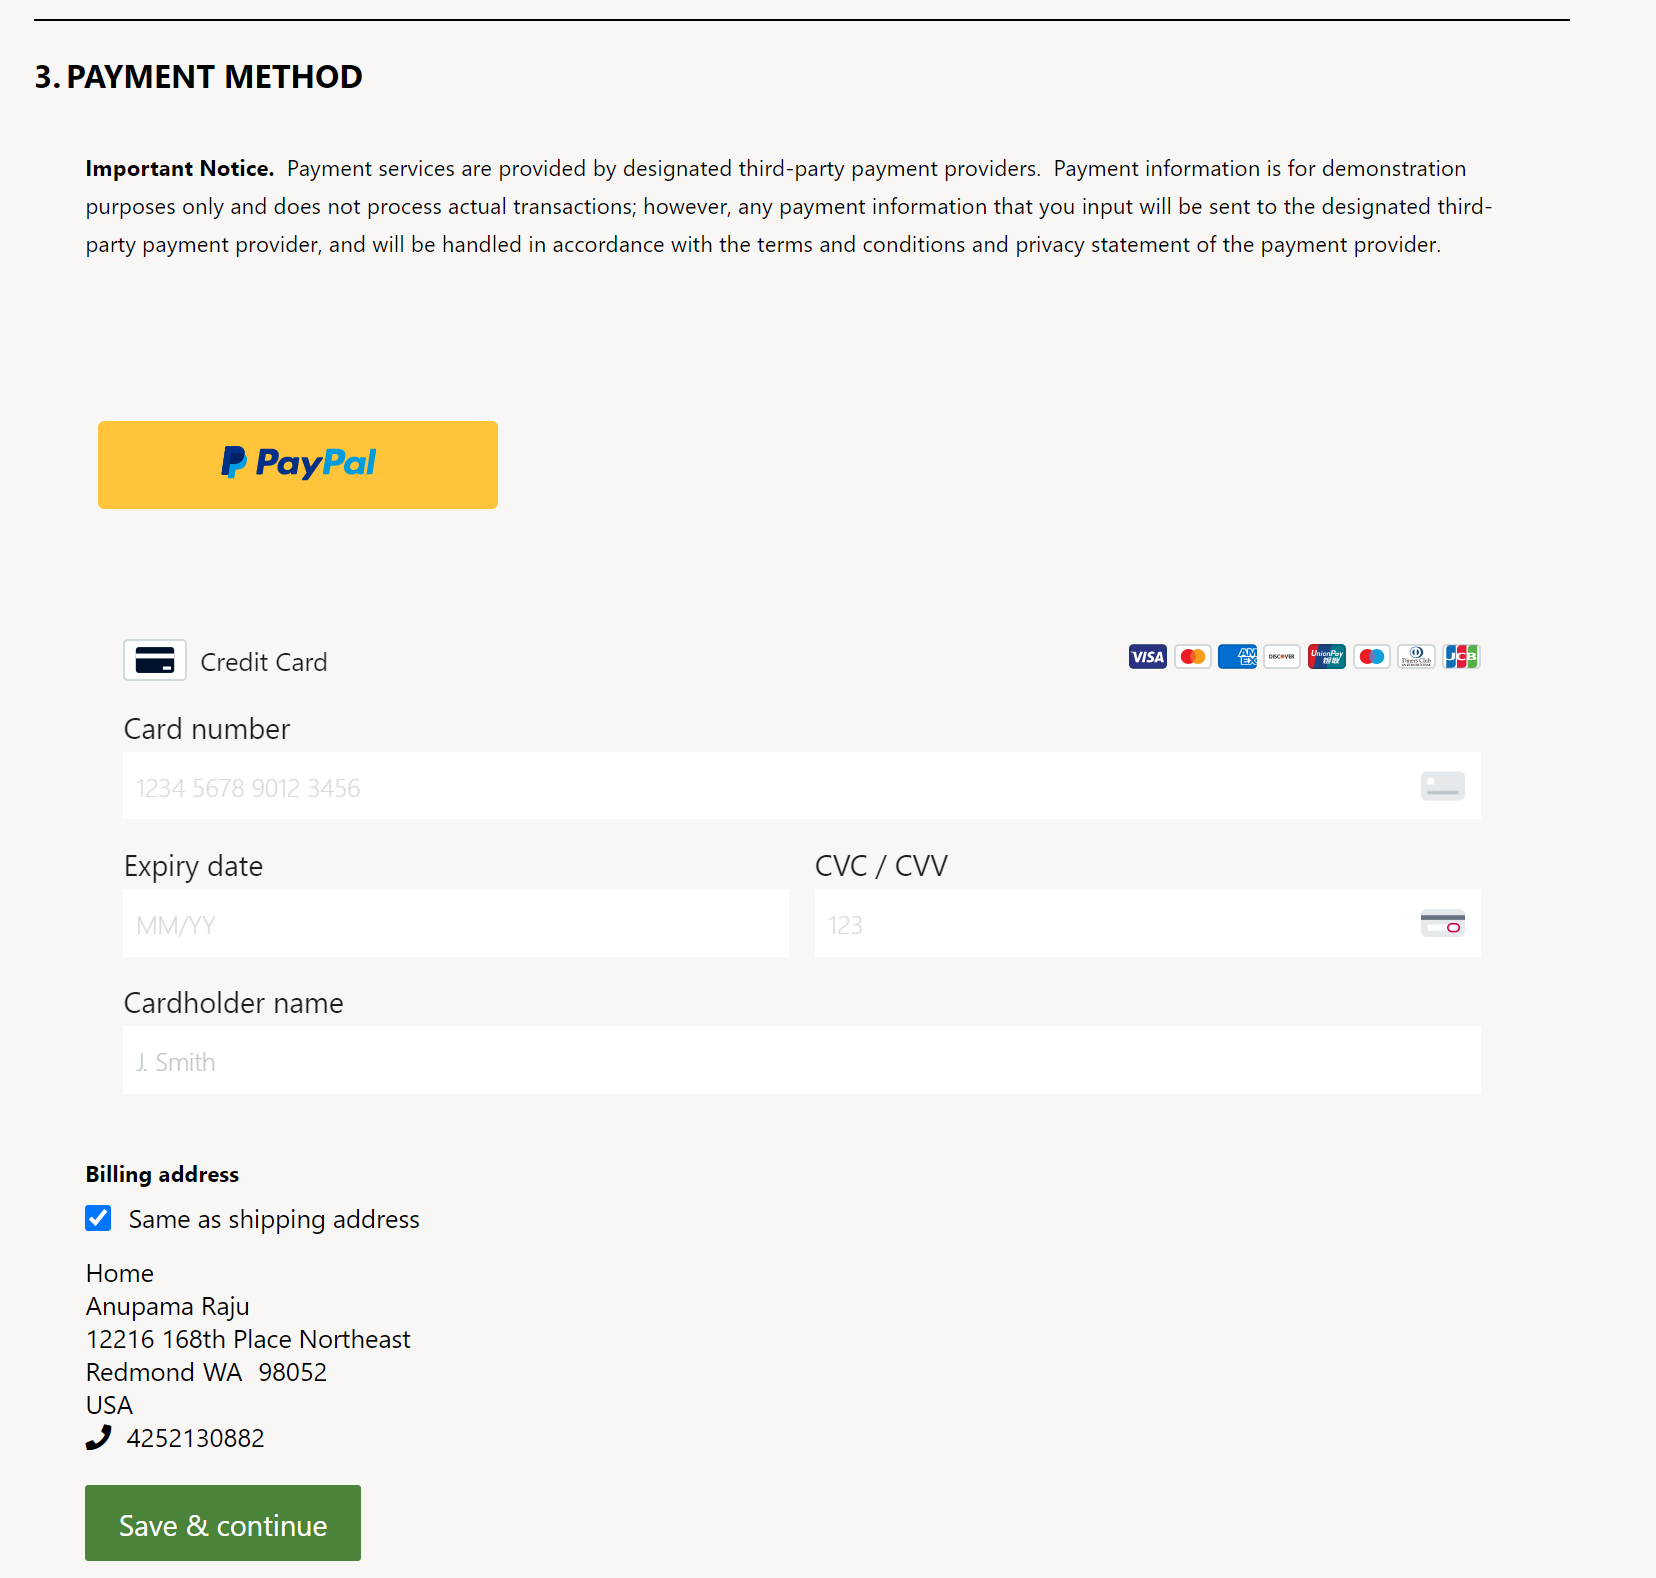 3. PAYMENT METHOD
Important Notice.  Payment services are provided by designated third-party payment providers.  Payment information is for demonstration
purposes only and does not process actual transactions; however, any payment information that you input will be sent to the designated third-
party payment provider, and will be handled in accordance with the terms and conditions and privacy statement of the payment provider.
PayPal
Credit Card
VISA
AM EX
DISCOVER
UnionPay
银联
Diners Club
JCB
Card number
1234 5678 9012 3456
Expiry date
CVC / CVV
MM/YY
123
Cardholder name
J. Smith
Billing address
Same as shipping address
Home
Anupama Raju
12216 168th Place Northeast
Redmond WA  98052
USA
4252130882
Save & continue